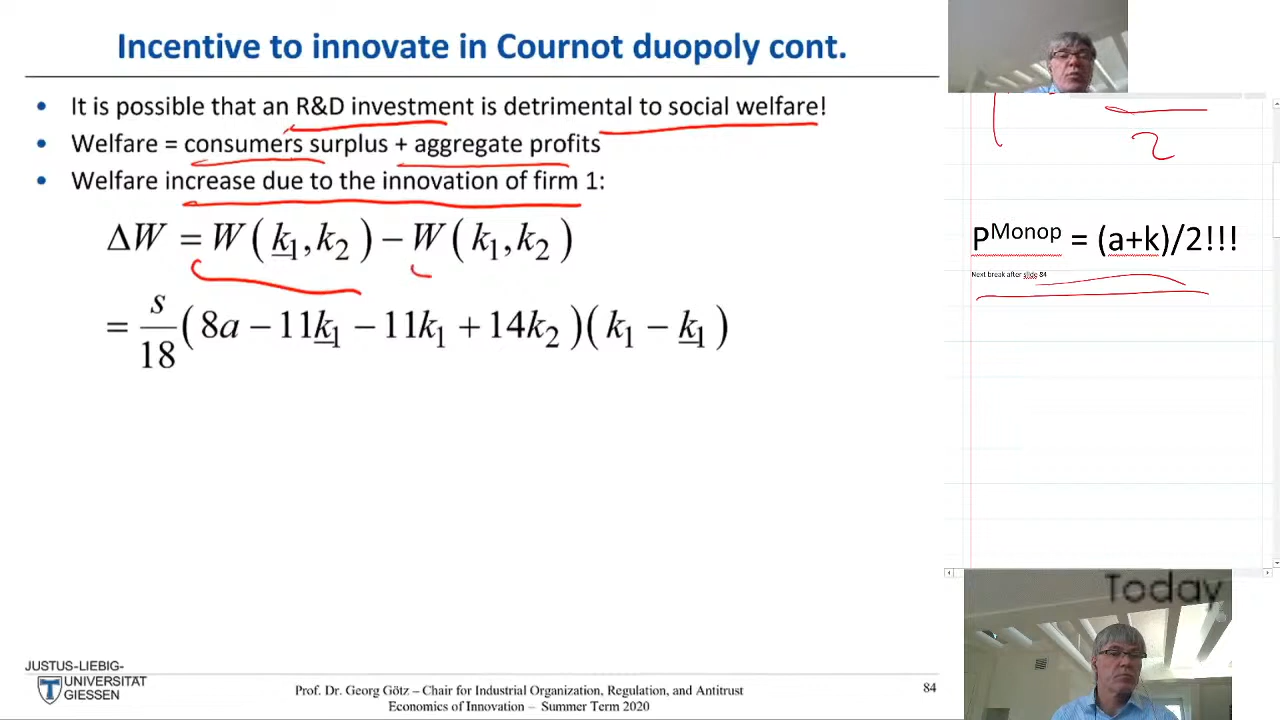 Incentive to innovate in Cournot duopoly cont.
• It is possible that an R&D investment is detrimental to social welfare!
• Welfare = consumers surplus + aggregate profits
• Welfare increase due to the innovation of firm 1:
ΔW = W(k̲₁, k₂) − W(k₁, k₂)
= s/18 (8a − 11k̲₁ − 11k₁ + 14k₂)(k₁ − k̲₁)
2
Pᴹᵒⁿᵒᵖ = (a+k)/2!!!
Next break after slide 84
Today
JUSTUS-LIEBIG-
UNIVERSITAT
GIESSEN
Prof. Dr. Georg Götz – Chair for Industrial Organization, Regulation, and Antitrust
Economics of Innovation – Summer Term 2020
84